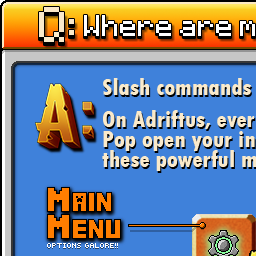 Q: Where are m
A:
Slash commands
On Adriftus, ever
Pop open your in
these powerful m
MAIN
MENU
OPTIONS GALORE!!